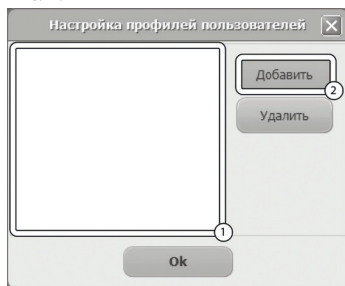 Настройка профилей пользователей
Добавить
2
Удалить
1
Ok